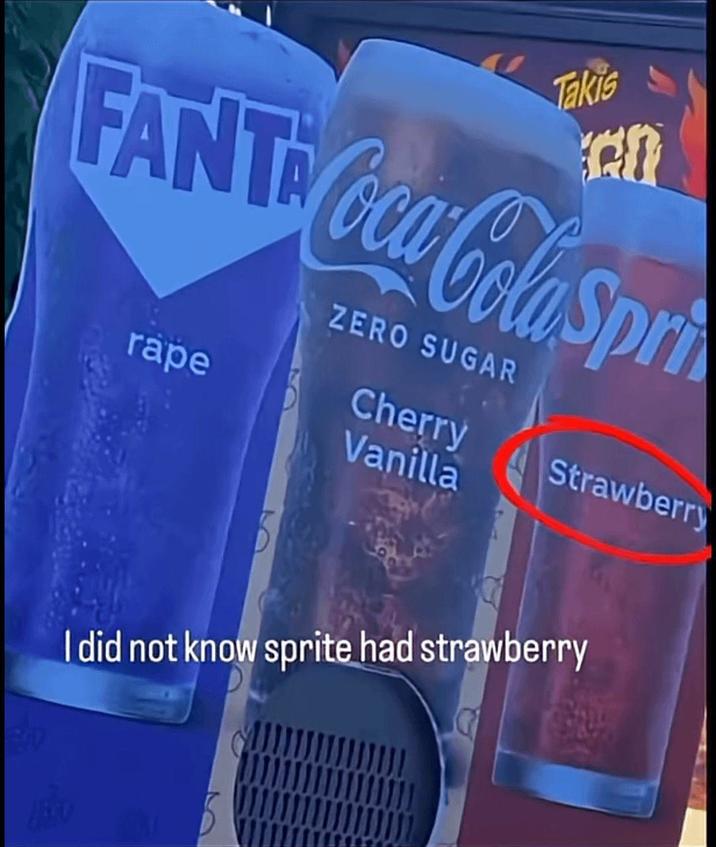 FANTA
rape
Coca-Cola
ZERO SUGAR
Cherry
Vanilla
Spri
Strawberry
Takis
I did not know sprite had strawberry